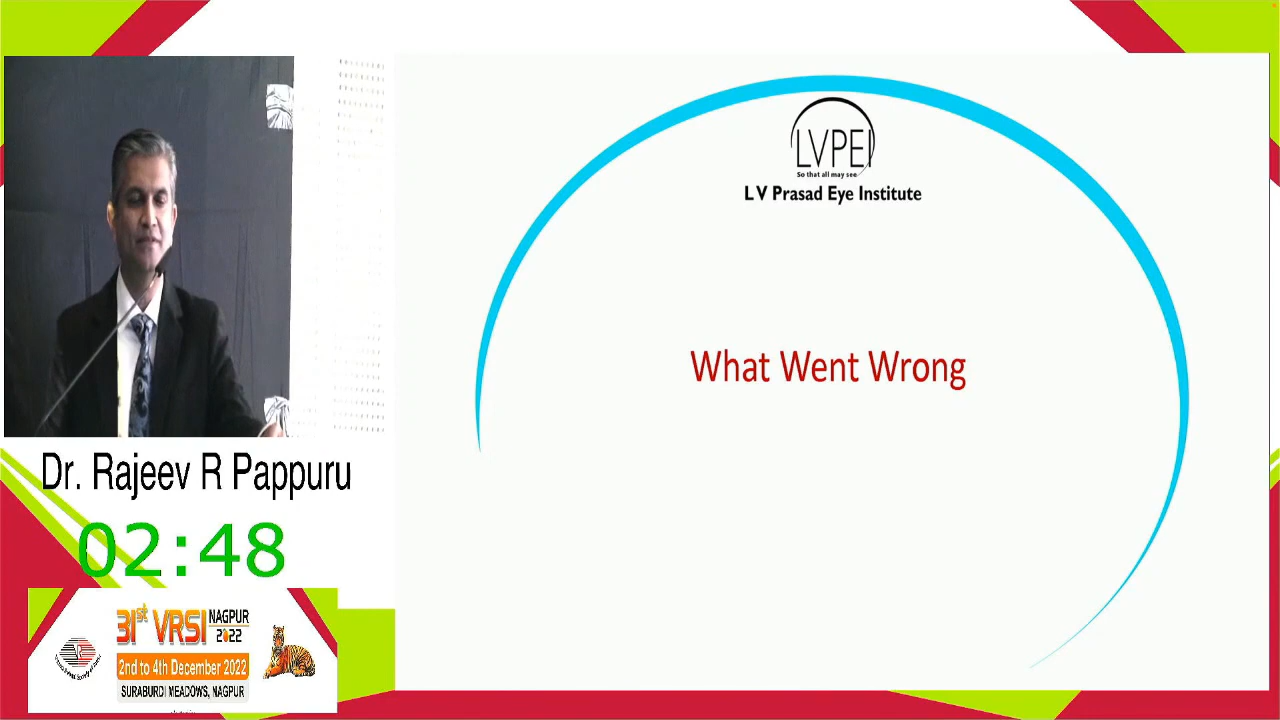 LVPEI
So that all may see
L V Prasad Eye Institute
What Went Wrong
Dr. Rajeev R Pappuru
02:48
31st VRSI NAGPUR 2022
2nd to 4th December 2022
SURABURDI MEADOWS, NAGPUR